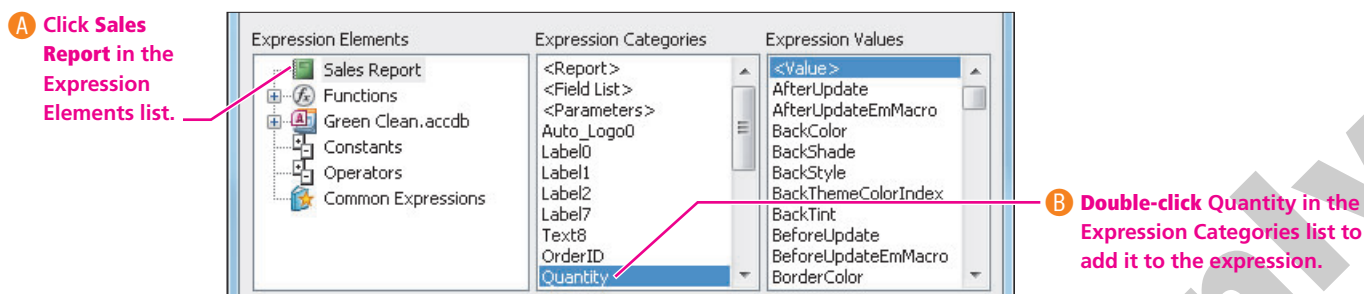 A Click Sales
Report in the
Expression
Elements list.
Expression Elements
Sales Report
Functions
Green Clean.accdb
Constants
Operators
Common Expressions
Expression Categories
<Report>
<Field List>
<Parameters>
Auto_Logo0
Label0
Label1
Label2
Label7
Text8
OrderID
Quantity
Expression Values
<Value>
AfterUpdate
AfterUpdateEmMacro
BackColor
BackShade
BackStyle
BackThemeColorIndex
BackTint
BeforeUpdate
BeforeUpdateEmMacro
BorderColor
B Double-click Quantity in the
Expression Categories list to
add it to the expression.